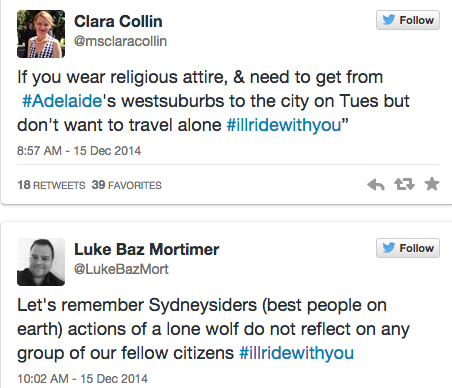 Clara Collin
@msclaracollin
Follow
If you wear religious attire, & need to get from
#Adelaide's westsuburbs to the city on Tues but
don't want to travel alone #illridewithyou”
8:57 AM - 15 Dec 2014
18 RETWEETS 39 FAVORITES
Luke Baz Mortimer
@LukeBazMort
Follow
Let's remember Sydneysiders (best people on
earth) actions of a lone wolf do not reflect on any
group of our fellow citizens #illridewithyou
10:02 AM - 15 Dec 2014